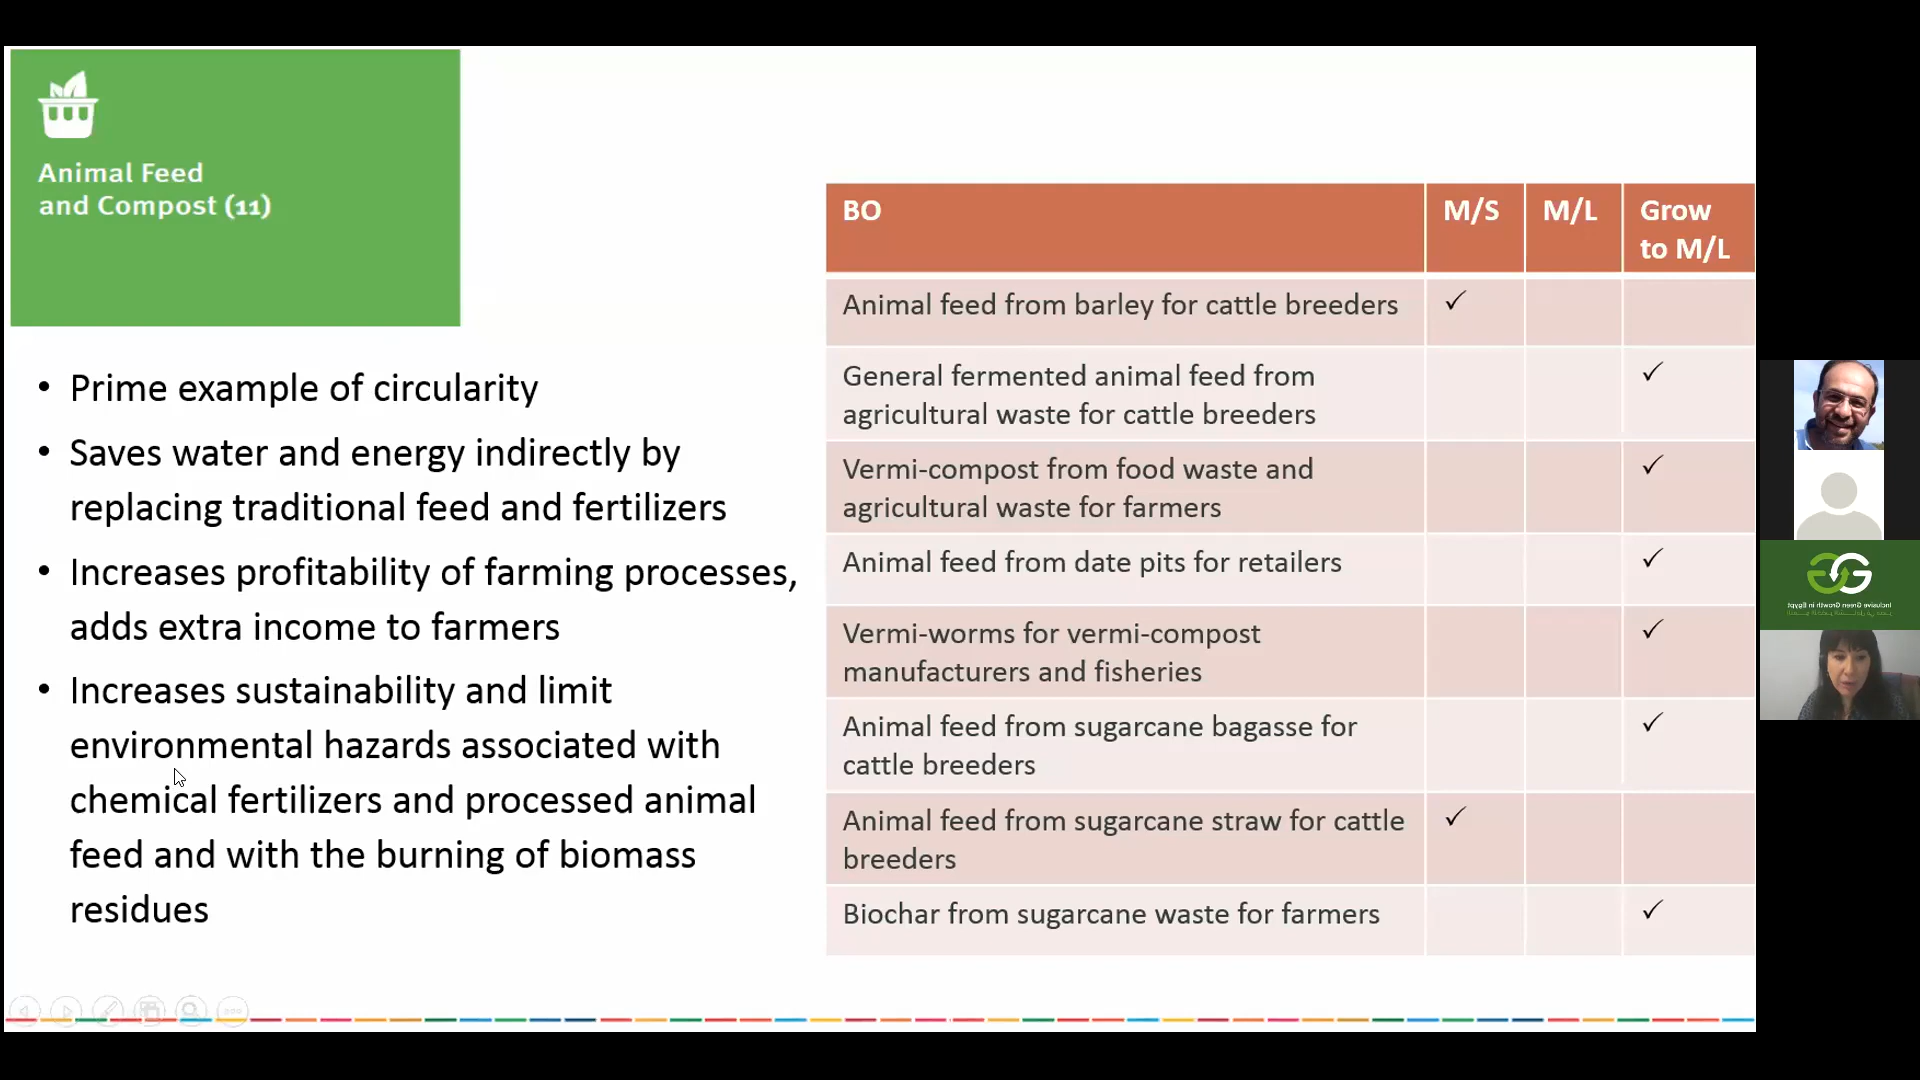 Animal Feed
and Compost (11)
• Prime example of circularity
• Saves water and energy indirectly by
replacing traditional feed and fertilizers
• Increases profitability of farming processes,
adds extra income to farmers
• Increases sustainability and limit
environmental hazards associated with
chemical fertilizers and processed animal
feed and with the burning of biomass
residues
BO M/S M/L Grow
to M/L
Animal feed from barley for cattle breeders ✓
General fermented animal feed from ✓
agricultural waste for cattle breeders
Vermi-compost from food waste and ✓
agricultural waste for farmers
Animal feed from date pits for retailers ✓
Vermi-worms for vermi-compost ✓
manufacturers and fisheries
Animal feed from sugarcane bagasse for ✓
cattle breeders
Animal feed from sugarcane straw for cattle ✓
breeders
Biochar from sugarcane waste for farmers ✓
Inclusive Green Growth in Egypt